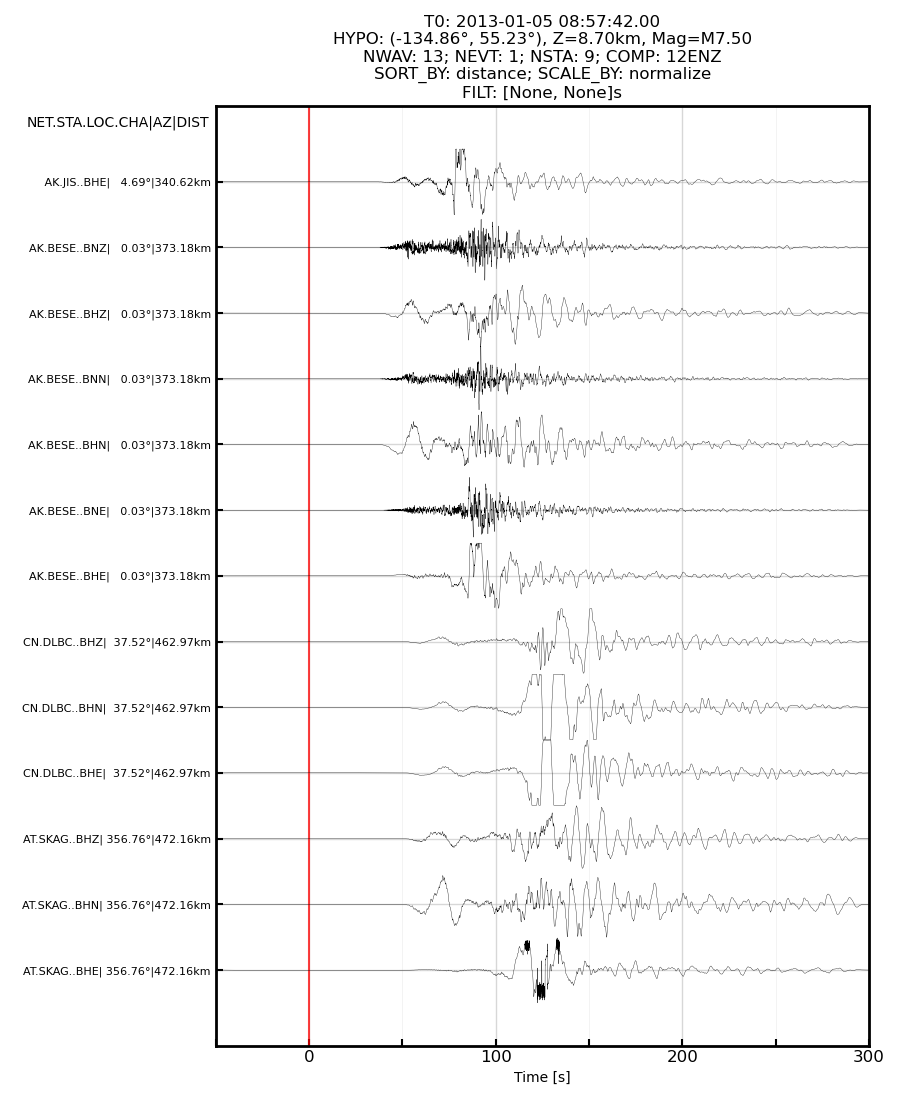 T0: 2013-01-05 08:57:42.00
HYPO: (-134.86°, 55.23°), Z=8.70km, Mag=M7.50
NWAV: 13; NEVT: 1; NSTA: 9; COMP: 12ENZ
SORT_BY: distance; SCALE_BY: normalize
FILT: [None, None]s
NET.STA.LOC.CHA|AZ|DIST
AK.JIS..BHE| 4.69°|340.62km
AK.BESE..BNZ| 0.03°|373.18km
AK.BESE..BHZ| 0.03°|373.18km
AK.BESE..BNN| 0.03°|373.18km
AK.BESE..BHN| 0.03°|373.18km
AK.BESE..BNE| 0.03°|373.18km
AK.BESE..BHE| 0.03°|373.18km
CN.DLBC..BHZ| 37.52°|462.97km
CN.DLBC..BHN| 37.52°|462.97km
CN.DLBC..BHE| 37.52°|462.97km
AT.SKAG..BHZ| 356.76°|472.16km
AT.SKAG..BHN| 356.76°|472.16km
AT.SKAG..BHE| 356.76°|472.16km
0 100 200 300
Time [s]